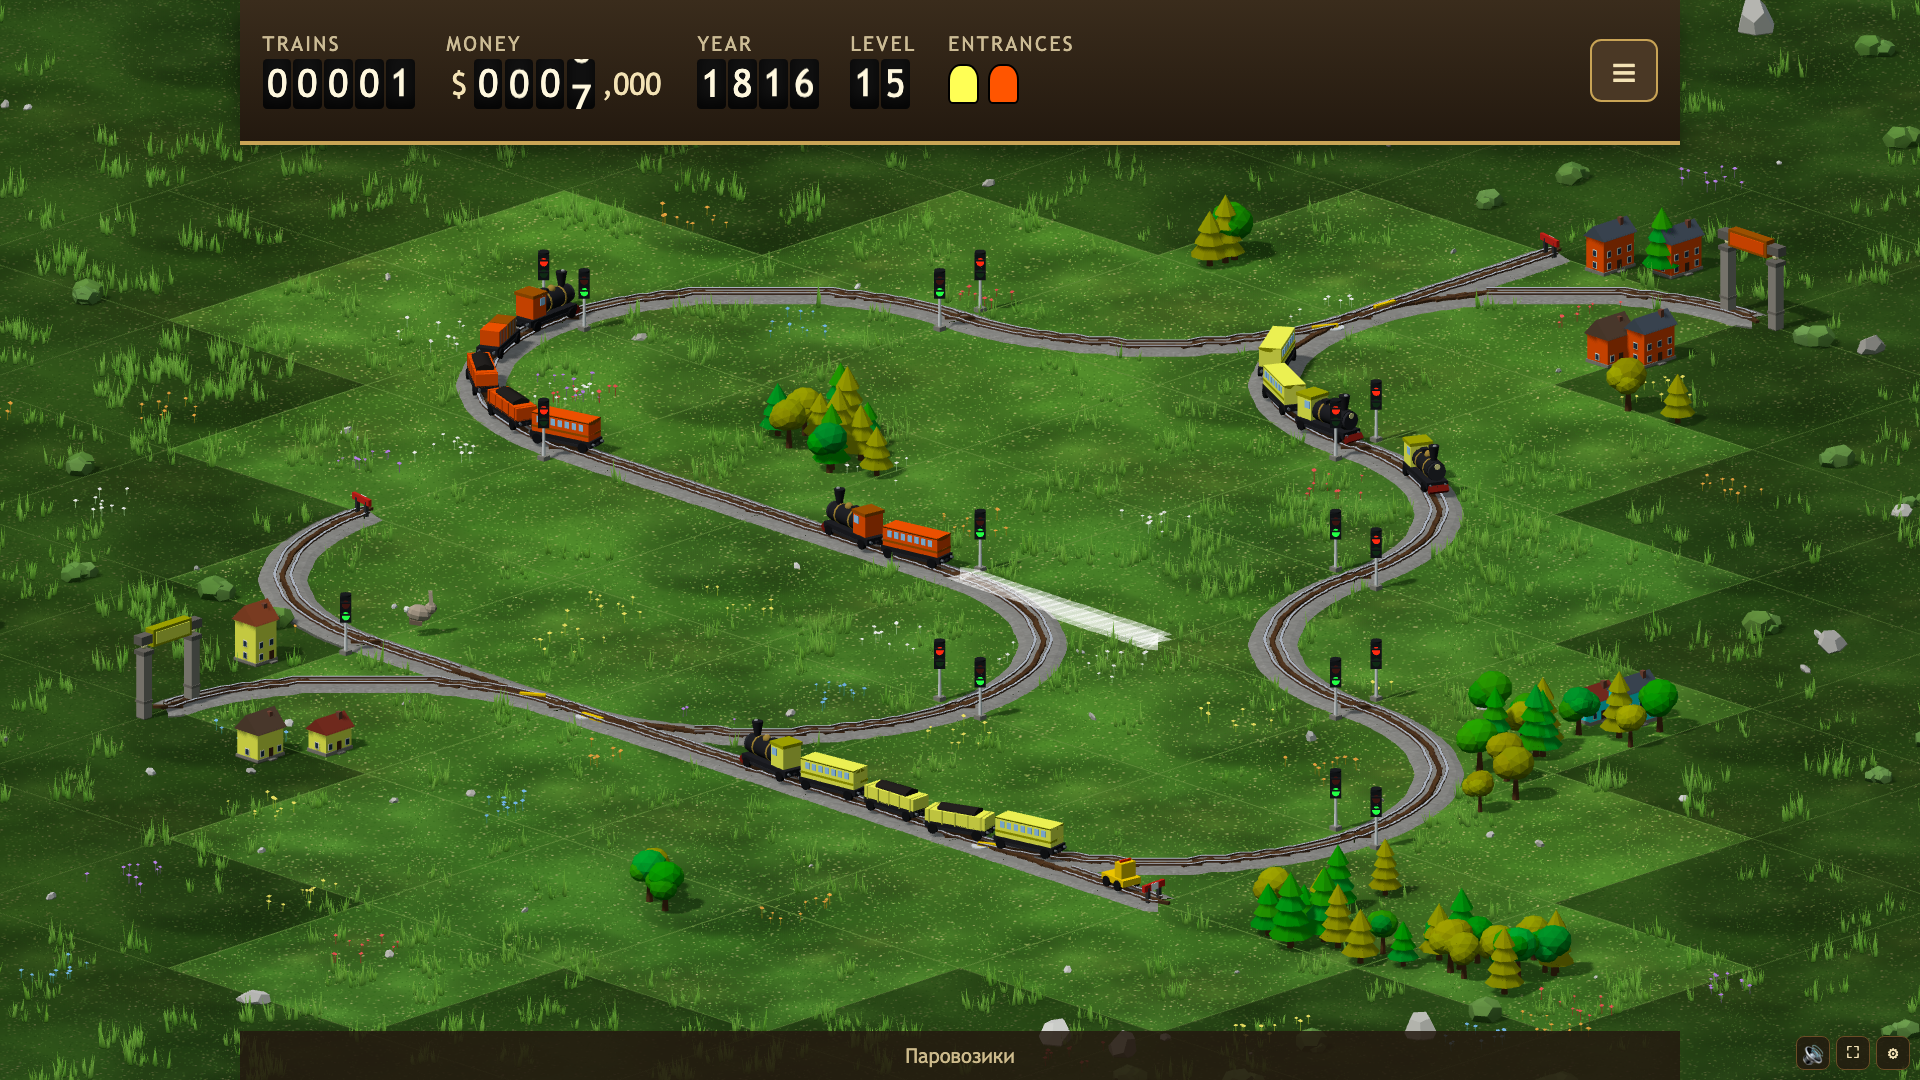 TRAINS MONEY YEAR LEVEL ENTRANCES
00001 $ 0007,000 1816 15
Паровозики